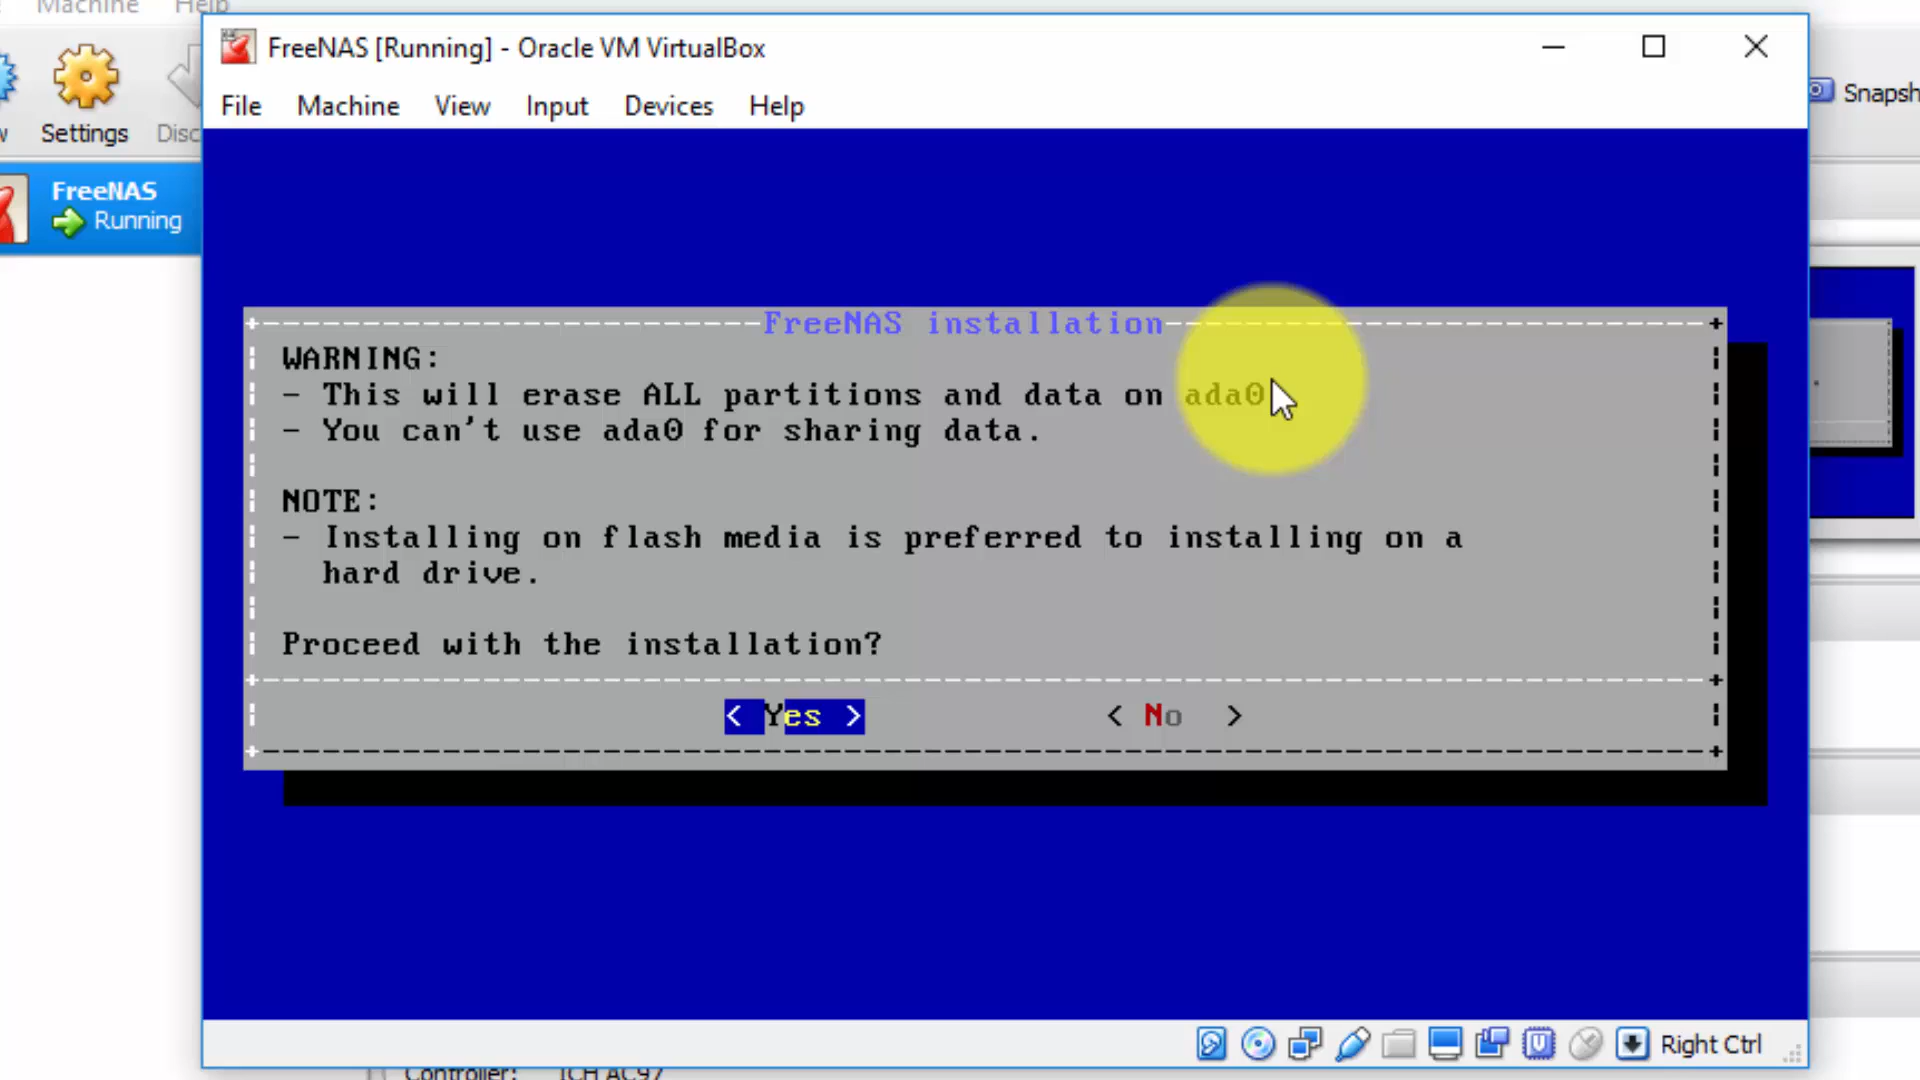 Machine Help
FreeNAS [Running] - Oracle VM VirtualBox
File Machine View Input Devices Help
Settings
Disc
Snapsh
FreeNAS
Running
FreeNAS installation
WARNING:
- This will erase ALL partitions and data on ada0
- You can't use ada0 for sharing data.
NOTE:
- Installing on flash media is preferred to installing on a
hard drive.
Proceed with the installation?
< Yes > < No >
Right Ctrl
Controller: ICH AC97